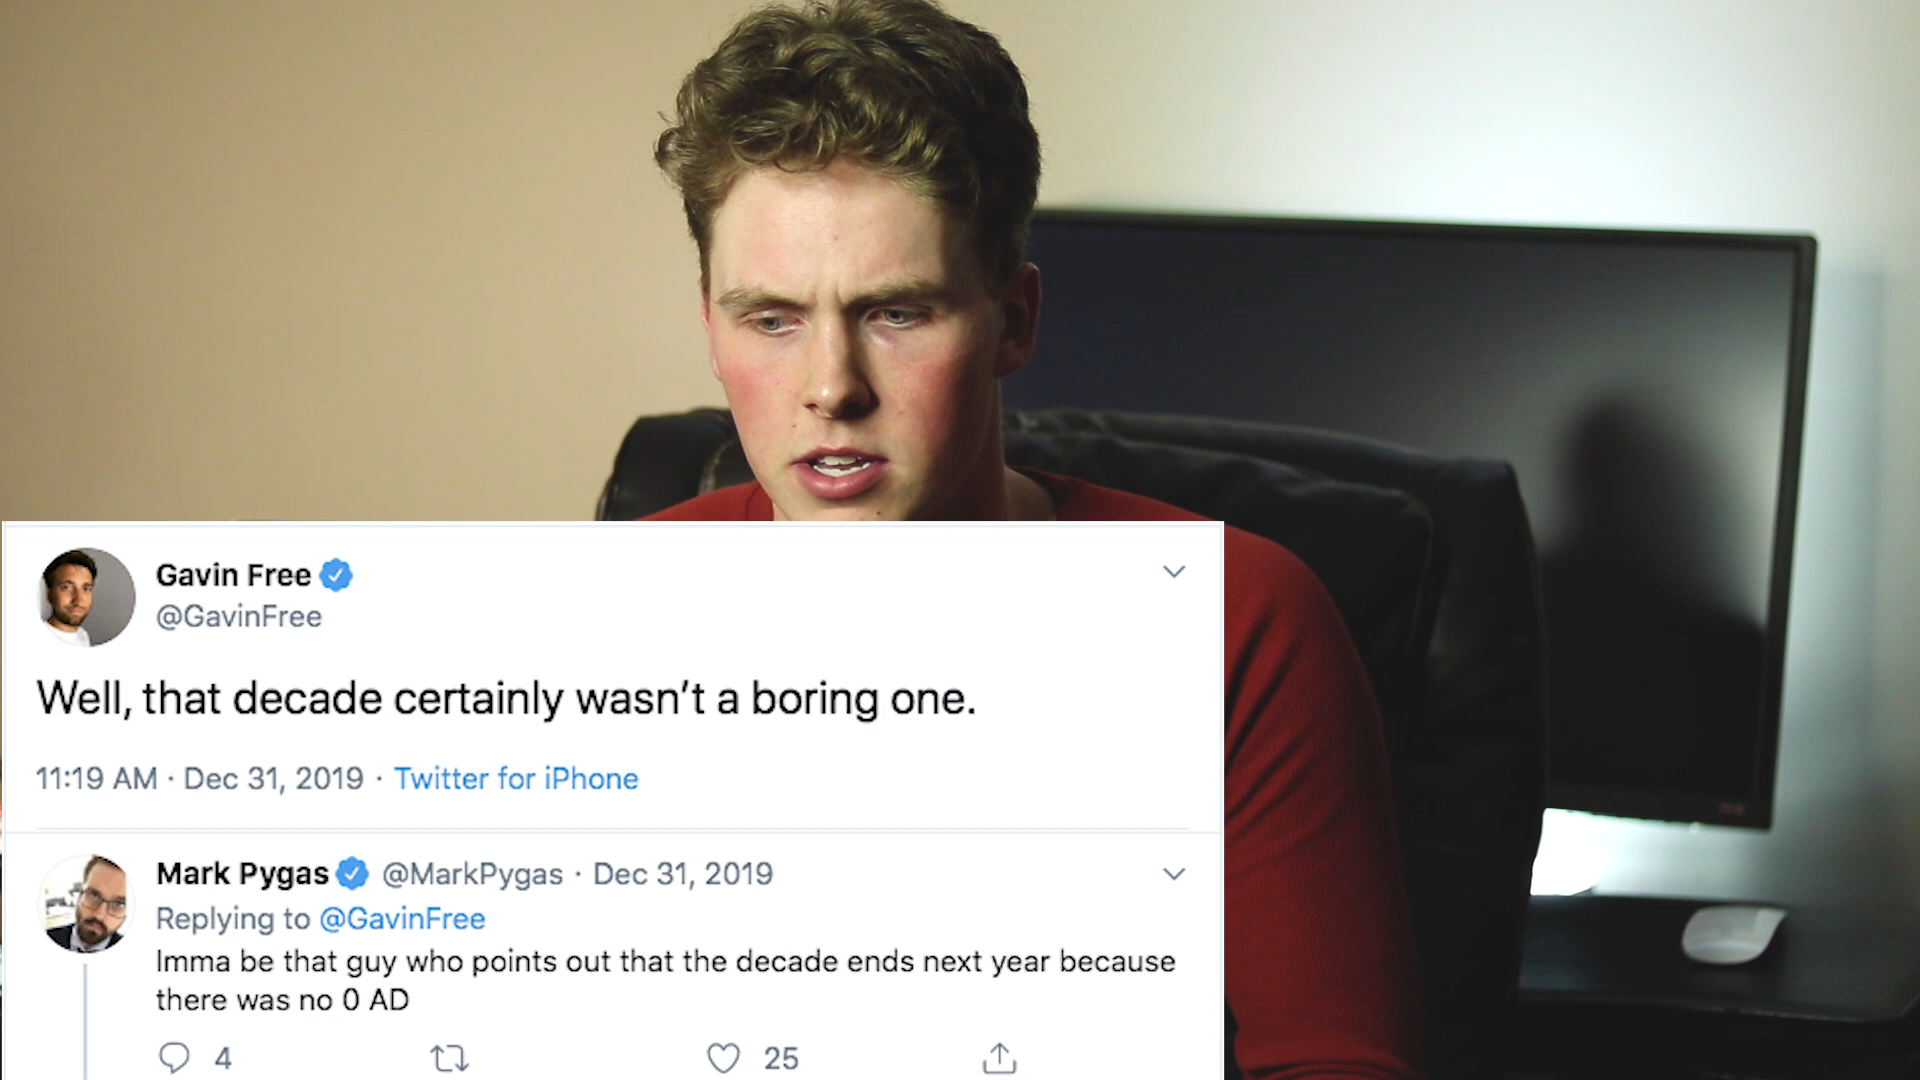 Gavin Free
@GavinFree
Well, that decade certainly wasn't a boring one.
11:19 AM · Dec 31, 2019 · Twitter for iPhone
Mark Pygas @MarkPygas · Dec 31, 2019
Replying to @GavinFree
Imma be that guy who points out that the decade ends next year because
there was no 0 AD
4 25